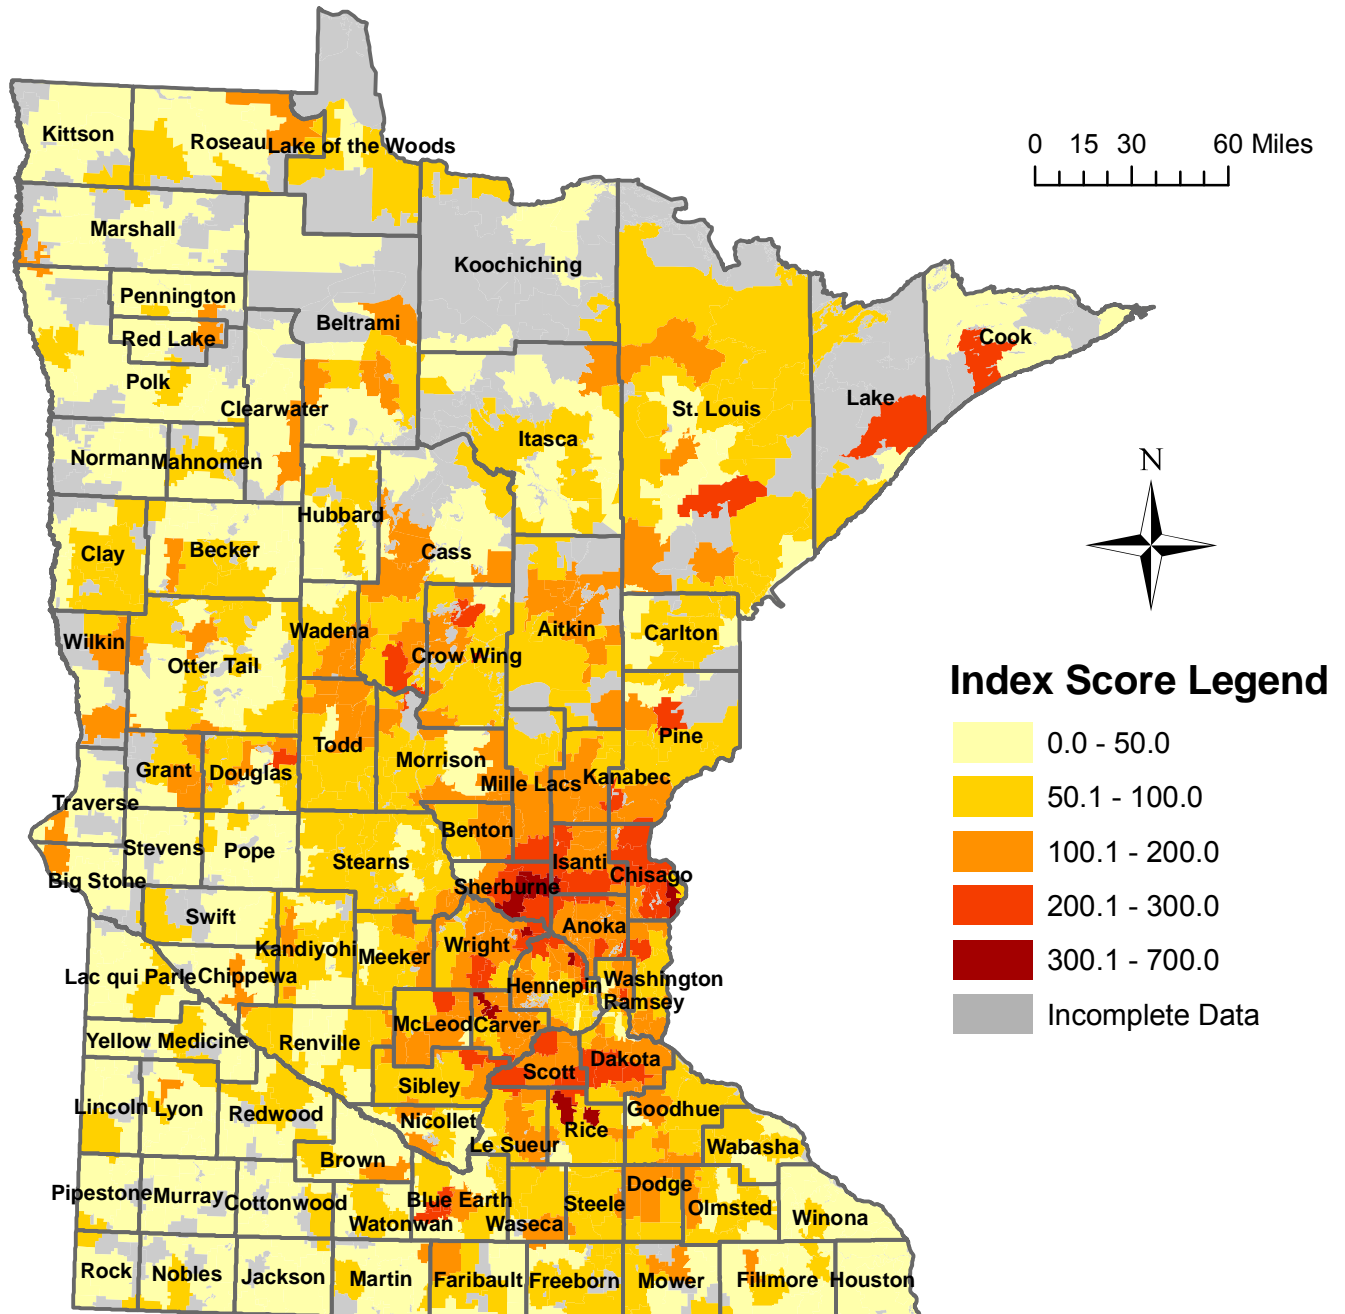 0 15 30 60 Miles
Kittson
Roseau
Lake of the Woods
Marshall
Koochiching
Pennington
Beltrami
Red Lake
Cook
Polk
Lake
Clearwater
St. Louis
Itasca
Norman
Mahnomen
N
Hubbard
Clay
Becker
Cass
Wadena
Aitkin
Carlton
Wilkin
Crow Wing
Otter Tail
Index Score Legend
0.0 - 50.0
50.1 - 100.0
100.1 - 200.0
200.1 - 300.0
300.1 - 700.0
Incomplete Data
Pine
Todd
Morrison
Grant
Douglas
Mille Lacs
Kanabec
Traverse
Benton
Stevens
Pope
Stearns
Isanti
Chisago
Big Stone
Sherburne
Swift
Anoka
Kandiyohi
Wright
Meeker
Lac qui Parle
Chippewa
Hennepin
Washington
Ramsey
McLeod
Carver
Yellow Medicine
Renville
Dakota
Scott
Sibley
Lincoln
Lyon
Redwood
Goodhue
Nicollet
Rice
Le Sueur
Wabasha
Brown
Dodge
Pipestone
Murray
Cottonwood
Blue Earth
Steele
Olmsted
Watonwan
Waseca
Winona
Rock
Nobles
Jackson
Martin
Faribault
Freeborn
Mower
Fillmore
Houston